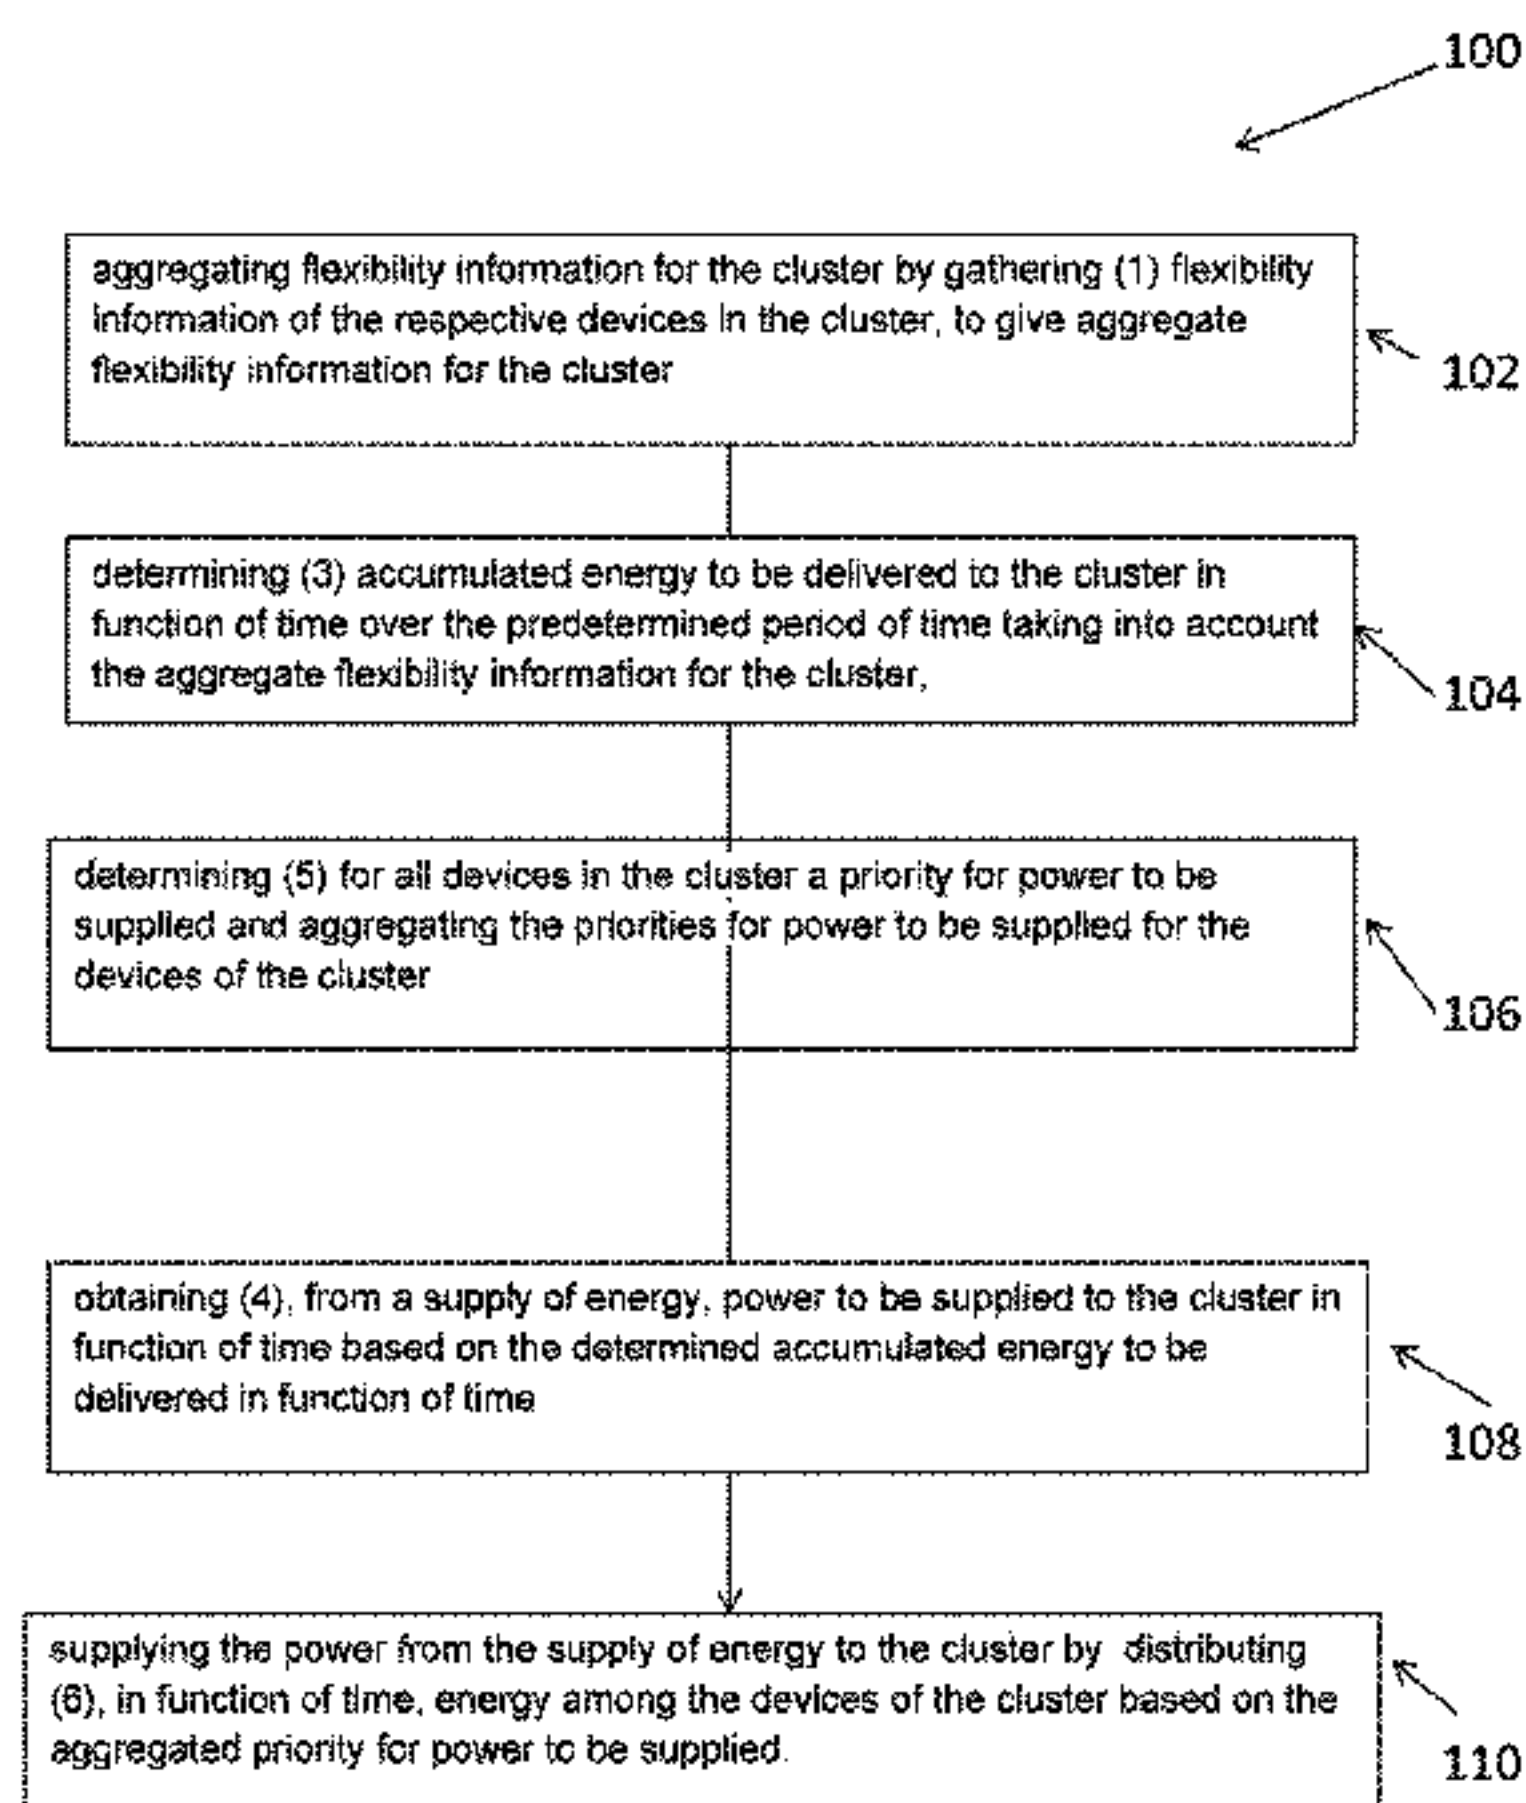 100
aggregating flexibility information for the cluster by gathering (1) flexibility
information of the respective devices in the cluster, to give aggregate
flexibility information for the cluster
102
determining (3) accumulated energy to be delivered to the cluster in
function of time over the predetermined period of time taking into account
the aggregate flexibility information for the cluster,
104
determining (5) for all devices in the cluster a priority for power to be
supplied and aggregating the priorities for power to be supplied for the
devices of the cluster
106
obtaining (4), from a supply of energy, power to be supplied to the cluster in
function of time based on the determined accumulated energy to be
delivered in function of time
108
supplying the power from the supply of energy to the cluster by distributing
(6), in function of time, energy among the devices of the cluster based on the
aggregated priority for power to be supplied.
110